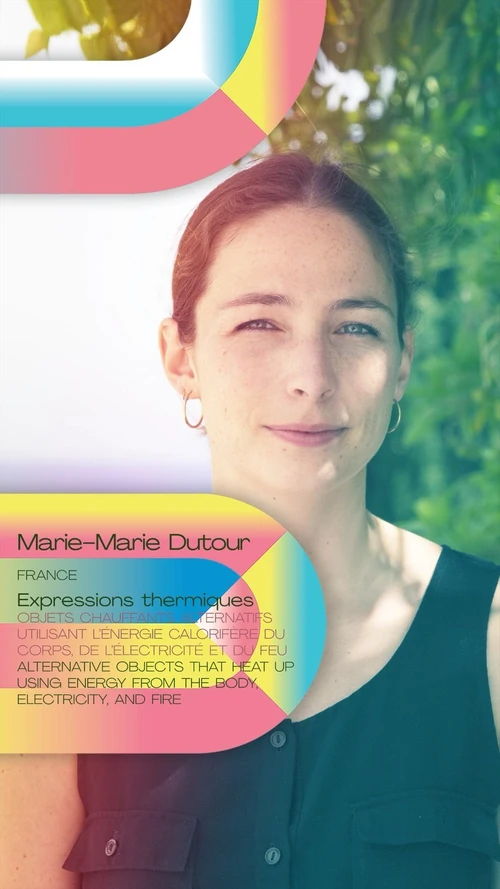 Marie-Marie Dutour
FRANCE
Expressions thermiques
OBJETS CHAUFFANTS ALTERNATIFS
UTILISANT L'ÉNERGIE CALORIFÈRE DU
CORPS, DE L'ÉLECTRICITÉ ET DU FEU
ALTERNATIVE OBJECTS THAT HEAT UP
USING ENERGY FROM THE BODY,
ELECTRICITY, AND FIRE